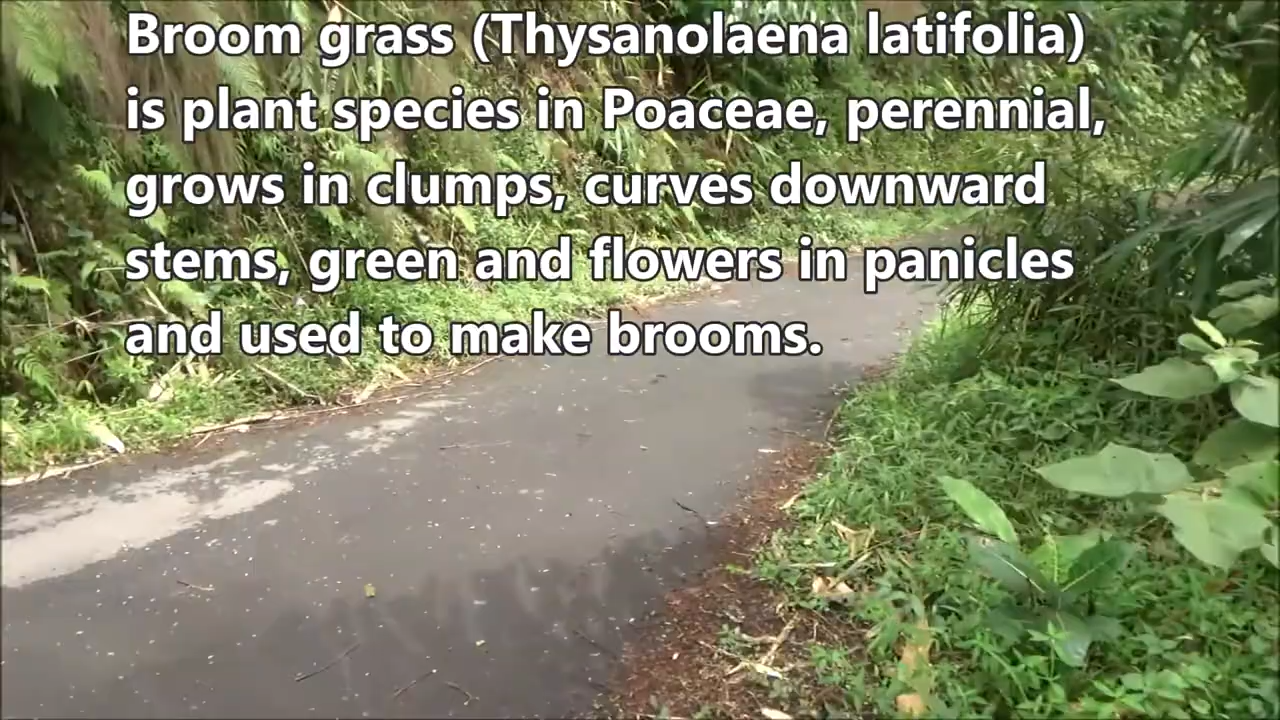 Broom grass (Thysanolaena latifolia)
is plant species in Poaceae, perennial,
grows in clumps, curves downward
stems, green and flowers in panicles
and used to make brooms.